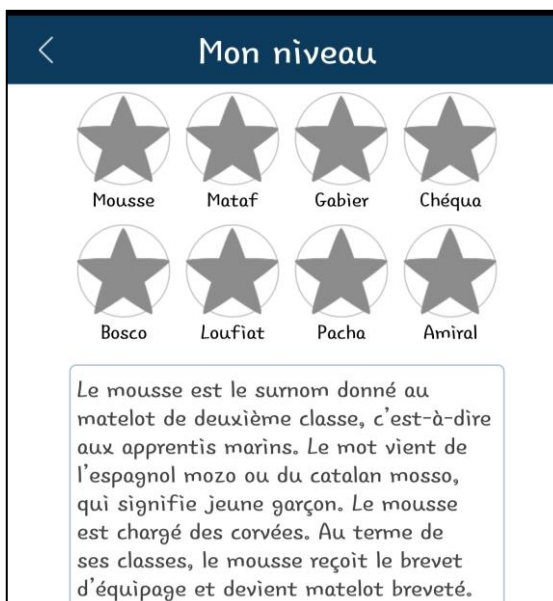 Mon niveau
Mousse Mataf Gabier Chéqua
Bosco Loufiat Pacha Amiral
Le mousse est le surnom donné au
matelot de deuxième classe, c'est-à-dire
aux apprentis marins. Le mot vient de
l'espagnol mozo ou du catalan mosso,
qui signifie jeune garçon. Le mousse
est chargé des corvées. Au terme de
ses classes, le mousse reçoit le brevet
d'équipage et devient matelot breveté.